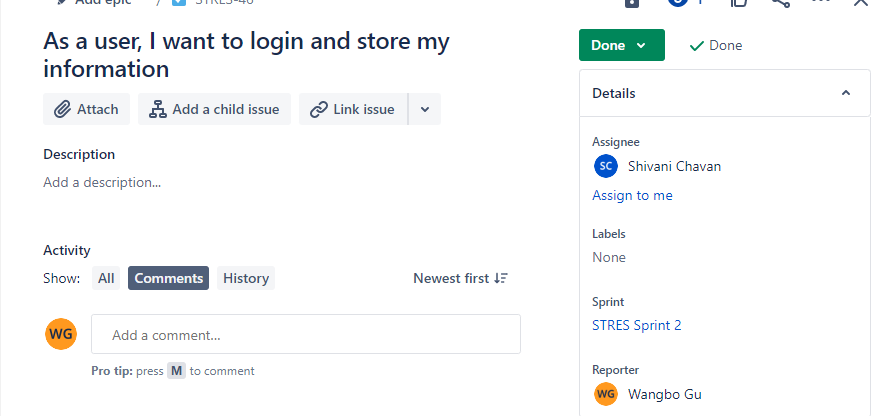 Add epic / STRES-46
1
As a user, I want to login and store my
information
Attach Add a child issue Link issue
Description
Add a description...
Activity
Show: All Comments History Newest first
WG Add a comment...
Pro tip: press M to comment
Done Done
Details
Assignee
SC Shivani Chavan
Assign to me
Labels
None
Sprint
STRES Sprint 2
Reporter
WG Wangbo Gu